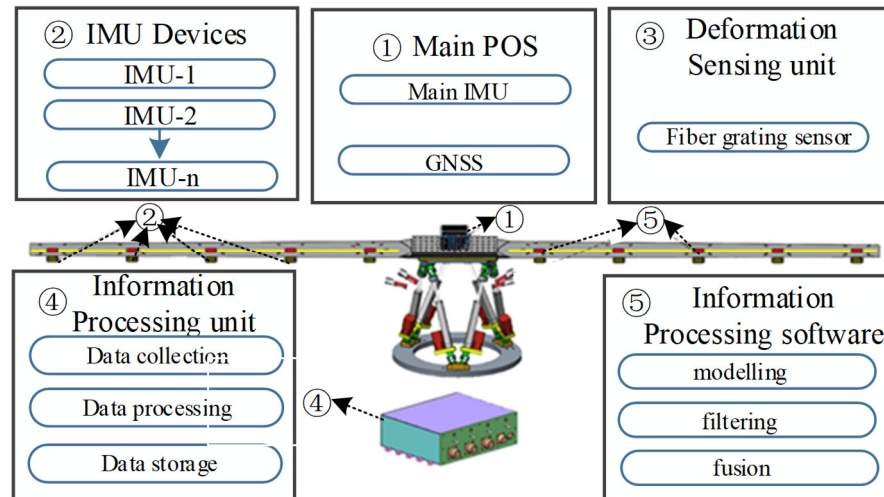 ② IMU Devices
IMU-1
IMU-2
IMU-n
① Main POS
Main IMU
GNSS
③ Deformation
Sensing unit
Fiber grating sensor
②
①
⑤
④ Information
Processing unit
Data collection
Data processing
Data storage
④
⑤ Information
Processing software
modelling
filtering
fusion